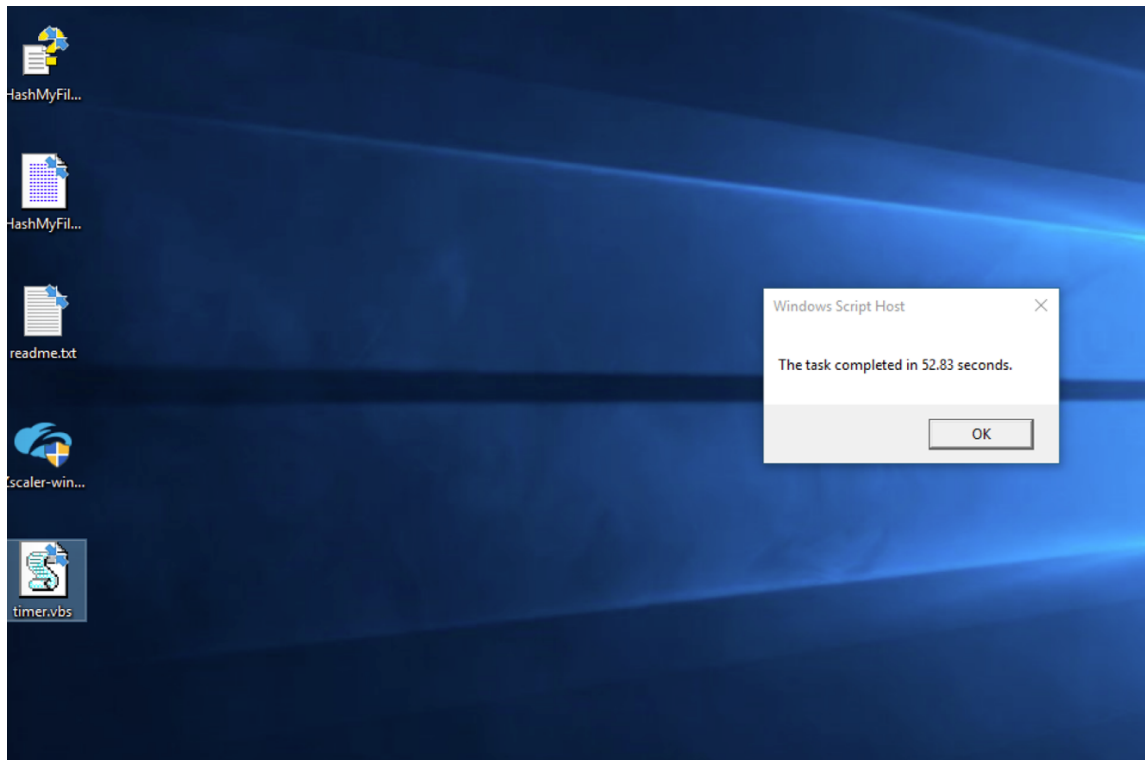 HashMyFil...
HashMyFil...
readme.txt
Zscaler-win...
timer.vbs
Windows Script Host
The task completed in 52.83 seconds.
OK